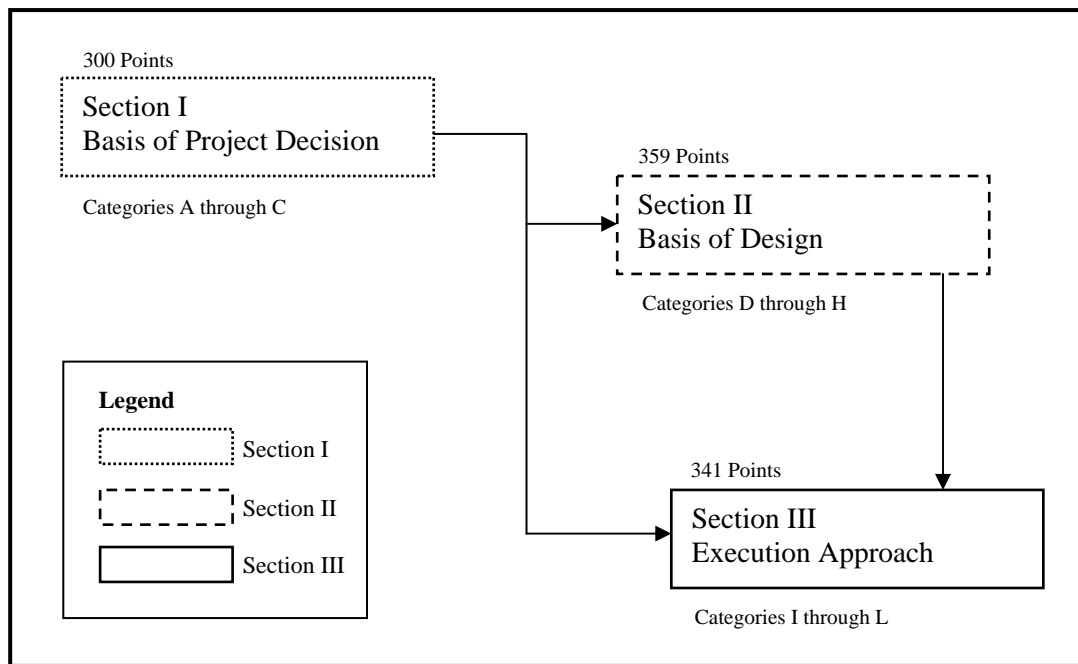 300 Points
Section I
Basis of Project Decision
Categories A through C
359 Points
Section II
Basis of Design
Categories D through H
Legend
Section I
Section II
Section III
341 Points
Section III
Execution Approach
Categories I through L